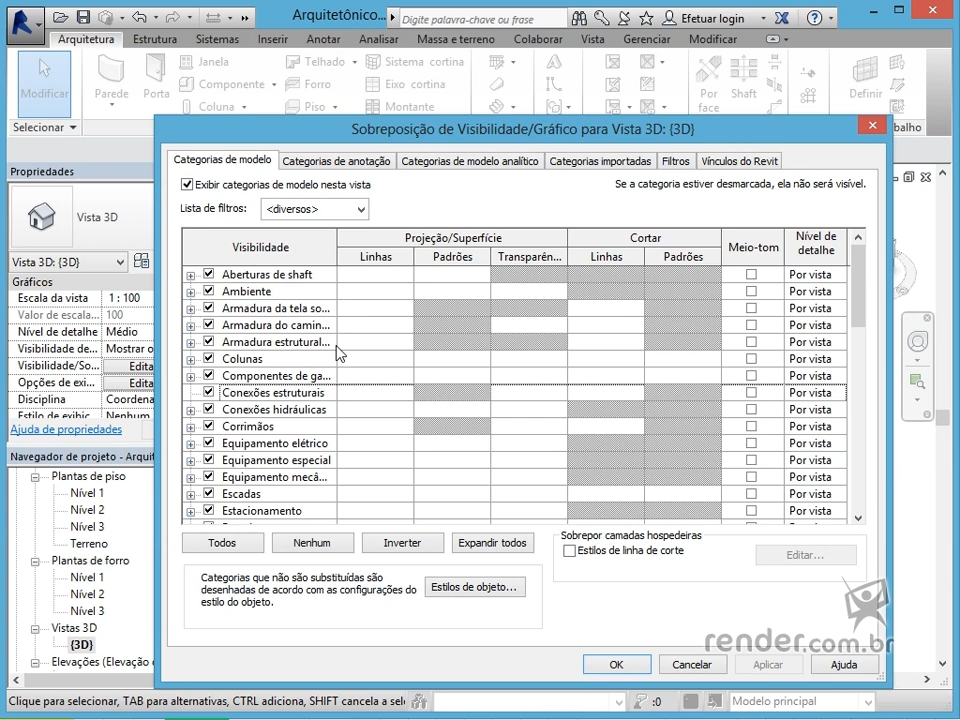 Arquitetônico...
Digite palavra-chave ou frase
Efetuar login
Arquitetura
Estrutura
Sistemas
Inserir
Anotar
Analisar
Massa e terreno
Colaborar
Vista
Gerenciar
Modificar
Modificar
Parede
Porta
Janela
Componente
Coluna
Telhado
Forro
Piso
Sistema cortina
Eixo cortina
Montante
Por
face
Shaft
Definir
Selecionar
balho
Sobreposição de Visibilidade/Gráfico para Vista 3D: {3D}
Categorias de modelo
Categorias de anotação
Categorias de modelo analítico
Categorias importadas
Filtros
Vínculos do Revit
Exibir categorias de modelo nesta vista
Se a categoria estiver desmarcada, ela não será visível.
Lista de filtros:
<diversos>
Visibilidade
Projeção/Superfície
Cortar
Meio-tom
Nível de
detalhe
Linhas
Padrões
Transparên...
Linhas
Padrões
Aberturas de shaft
Por vista
Ambiente
Por vista
Armadura da tela so...
Por vista
Armadura do camin...
Por vista
Armadura estrutural...
Por vista
Colunas
Por vista
Componentes de ga...
Por vista
Conexões estruturais
Por vista
Conexões hidráulicas
Por vista
Corrimãos
Por vista
Equipamento elétrico
Por vista
Equipamento especial
Por vista
Equipamento mecâ...
Por vista
Escadas
Por vista
Estacionamento
Por vista
Todos
Nenhum
Inverter
Expandir todos
Sobrepor camadas hospedeiras
Estilos de linha de corte
Editar...
Categorias que não são substituídas são
desenhadas de acordo com as configurações do
estilo do objeto.
Estilos de objeto...
OK
Cancelar
Aplicar
Ajuda
render.com.br
Propriedades
Vista 3D
Vista 3D: {3D}
Gráficos
Escala da vista
1 : 100
Valor de escala...
100
Nível de detalhe
Médio
Visibilidade de...
Mostrar o
Visibilidade/So...
Edita
Opções de exi...
Edita
Disciplina
Coordena
Estilo de exibic
Nenhum
Ajuda de propriedades
Navegador de projeto - Arquit
Plantas de piso
Nível 1
Nível 2
Nível 3
Terreno
Plantas de forro
Nível 1
Nível 2
Nível 3
Vistas 3D
{3D}
Elevações (Elevação d
Clique para selecionar, TAB para alternativas, CTRL adiciona, SHIFT cancela a sele
:0
Modelo principal